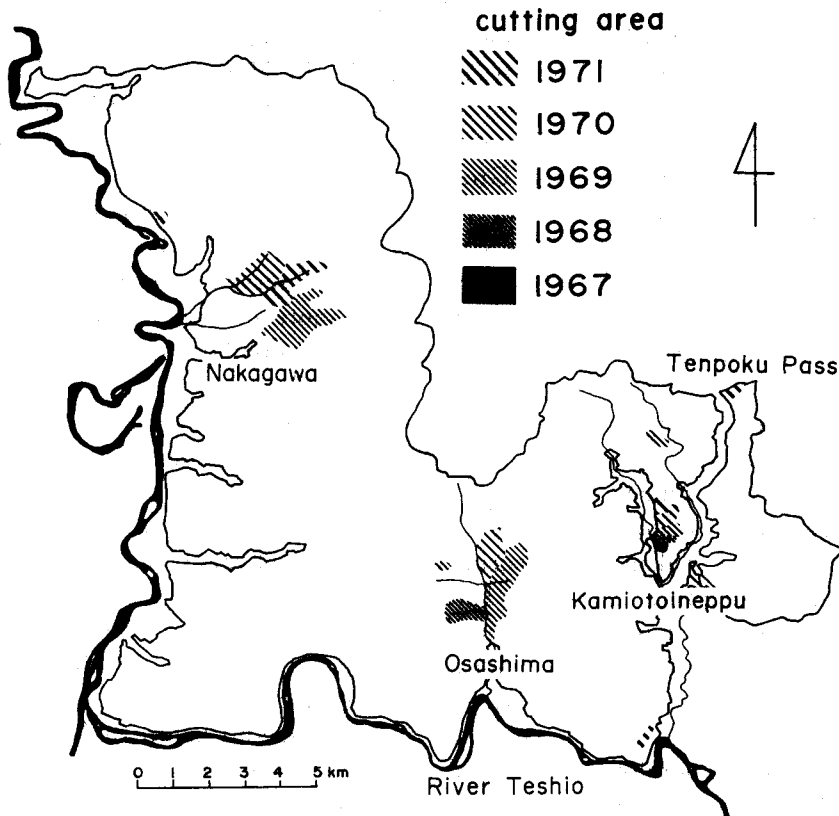 cutting area
1971
1970
1969
1968
1967
Tenpoku Pass
Nakagawa
Kamiotoineppu
Osashima
0 1 2 3 4 5 km
River Teshio